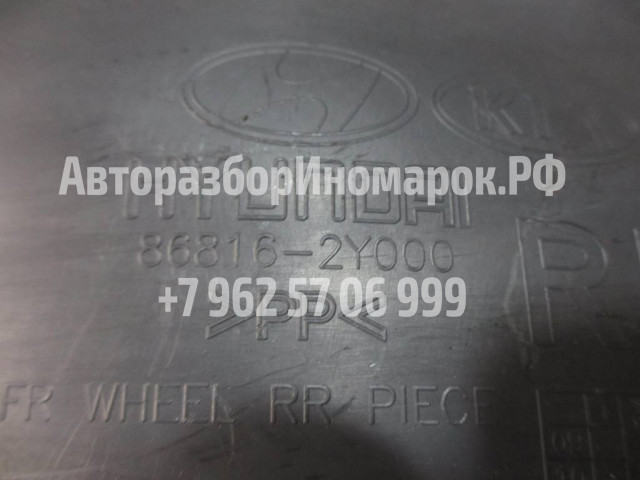 HYUNDAI
АвторазборИномарок.РФ
86816-2Y000
+7 962 57 06 999
>PP<
FR WHEEL RR PIECE